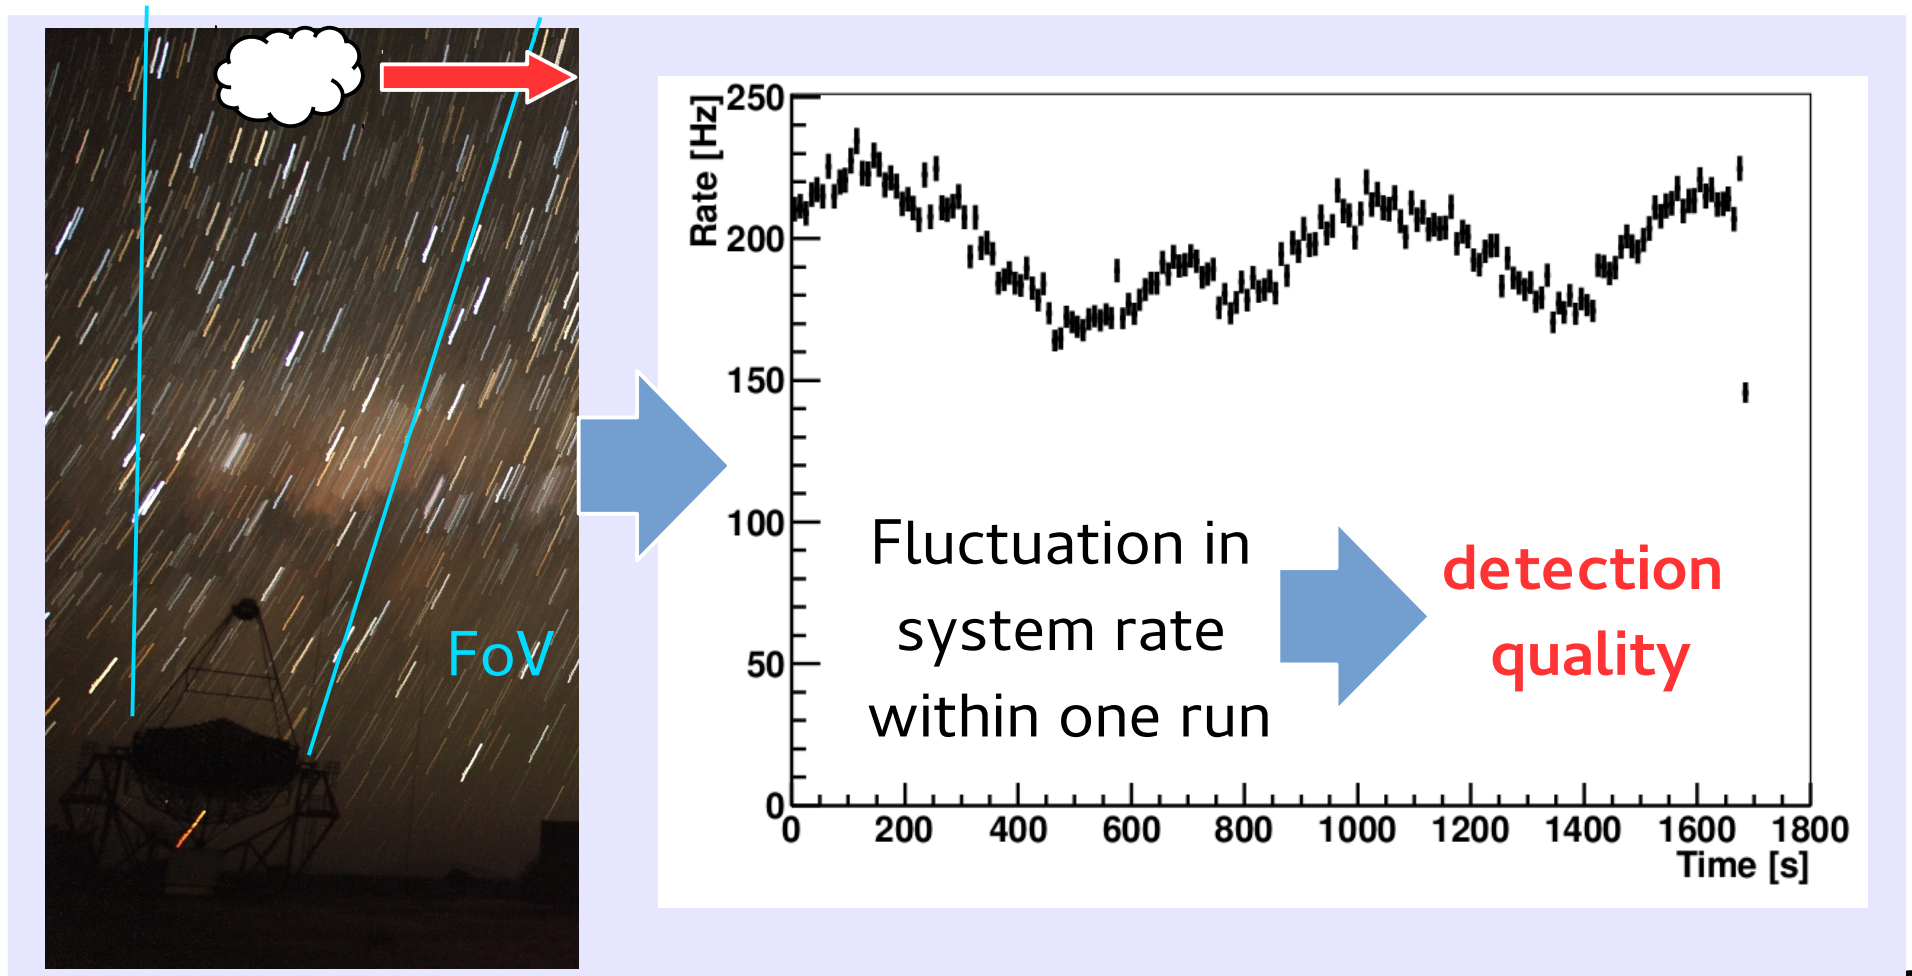 FoV
Rate [Hz]
250
200
150
100
50
0
0 200 400 600 800 1000 1200 1400 1600 1800
Time [s]
Fluctuation in
system rate
within one run
detection
quality